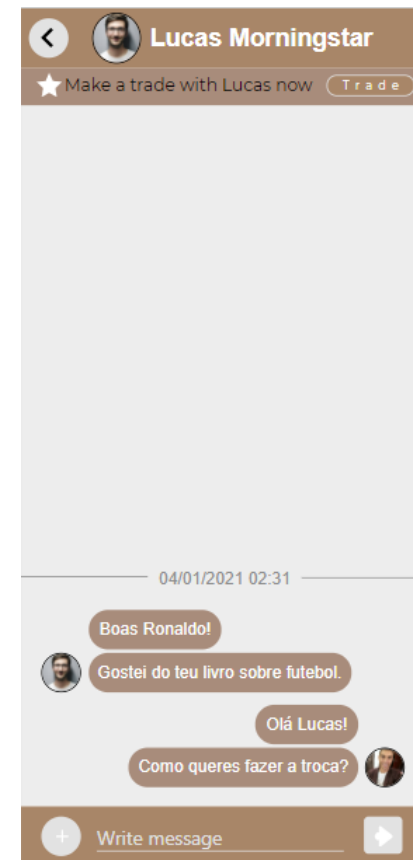 Lucas Morningstar
Make a trade with Lucas now Trade
04/01/2021 02:31
Boas Ronaldo!
Gostei do teu livro sobre futebol.
Olá Lucas!
Como queres fazer a troca?
Write message